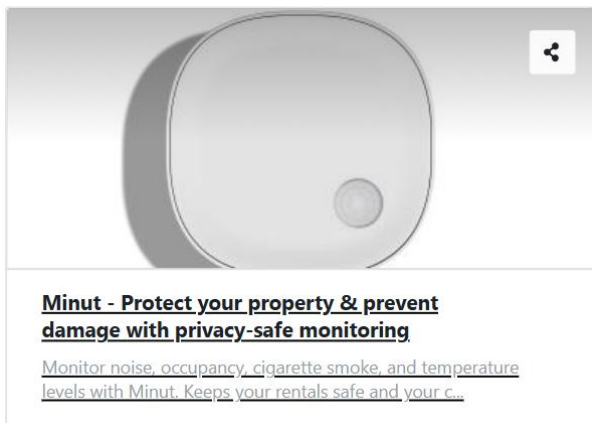 Minut - Protect your property & prevent
damage with privacy-safe monitoring
Monitor noise, occupancy, cigarette smoke, and temperature
levels with Minut. Keeps your rentals safe and your c...